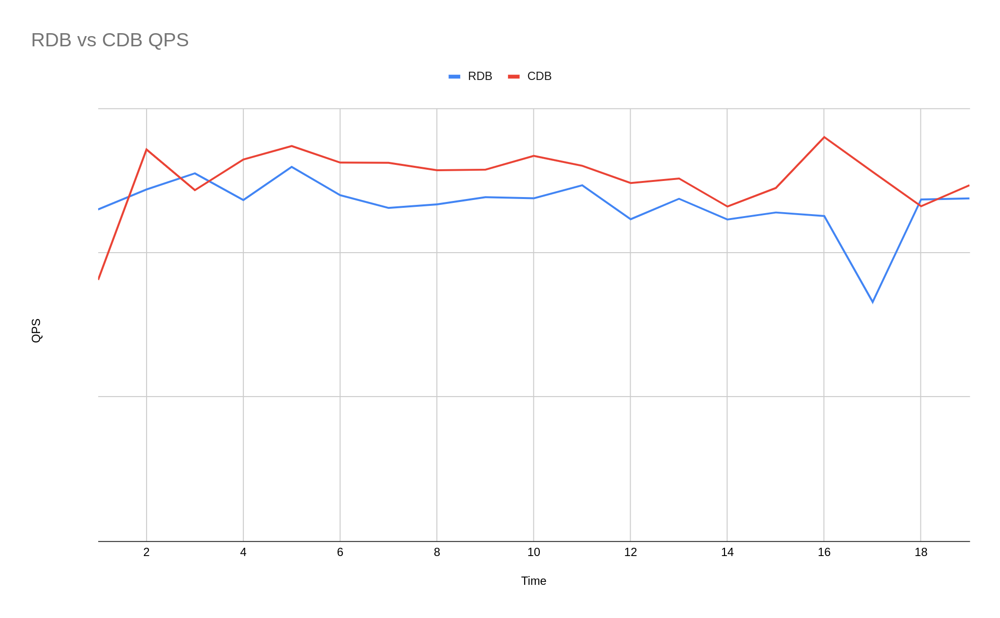 RDB vs CDB QPS
RDB CDB
QPS
2 4 6 8 10 12 14 16 18
Time